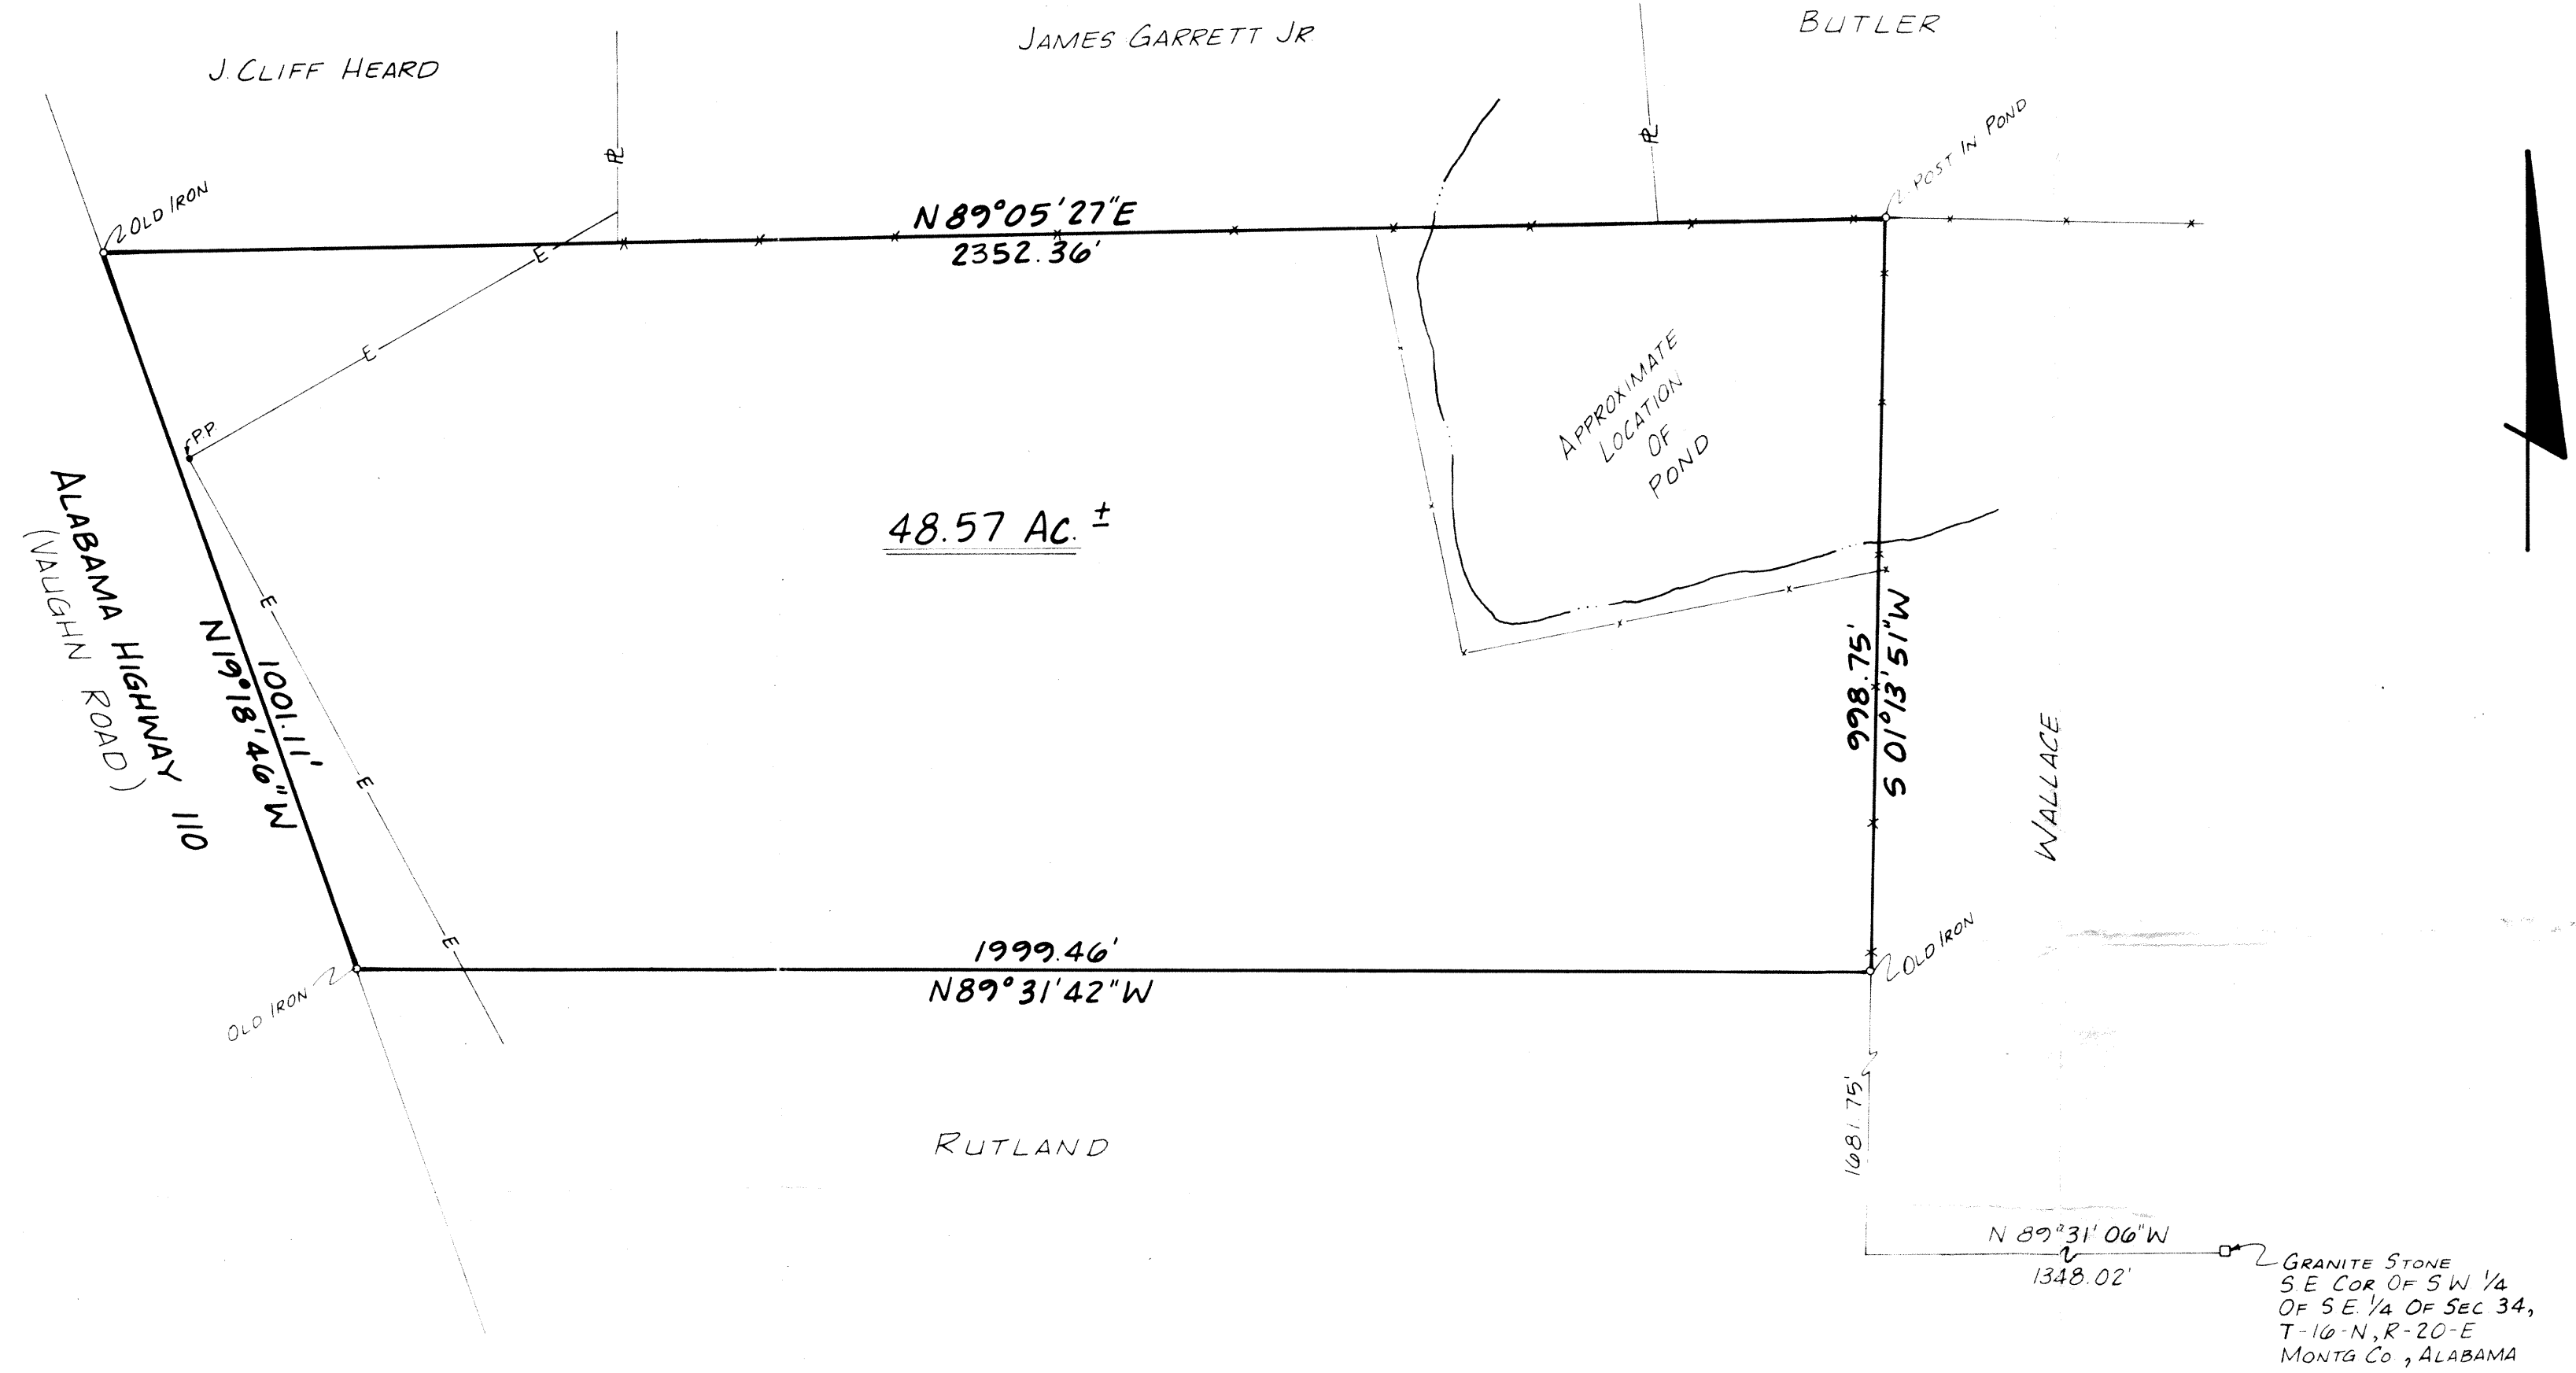 J. CLIFF HEARD
JAMES GARRETT JR
BUTLER
℄
℄
OLD IRON
POST IN POND
N 89°05'27"E
2352.36'
E
E
P.P.
APPROXIMATE
LOCATION
OF
POND
48.57 AC. ±
ALABAMA HIGHWAY 110
(VAUGHN ROAD)
1001.11'
N19°18'46"W
E
E
E
998.75'
S 01°13'51"W
WALLACE
1999.46'
N89°31'42"W
OLD IRON
OLD IRON
RUTLAND
1681.75'
N 89°31'06"W
1348.02'
GRANITE STONE
S.E COR OF S W 1/4
OF S E. 1/4 OF SEC 34,
T-16-N, R-20-E
MONTG CO., ALABAMA